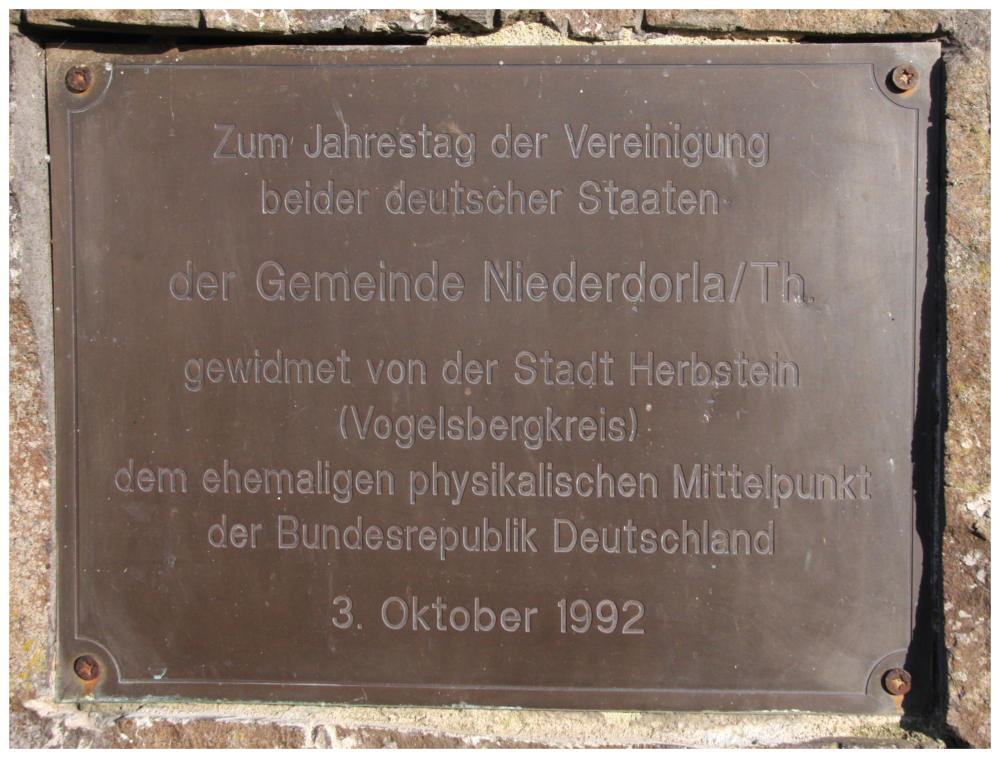 Zum Jahrestag der Vereinigung
beider deutscher Staaten
der Gemeinde Niederdorla/Th.
gewidmet von der Stadt Herbstein
(Vogelsbergkreis)
dem ehemaligen physikalischen Mittelpunkt
der Bundesrepublik Deutschland
3. Oktober 1992